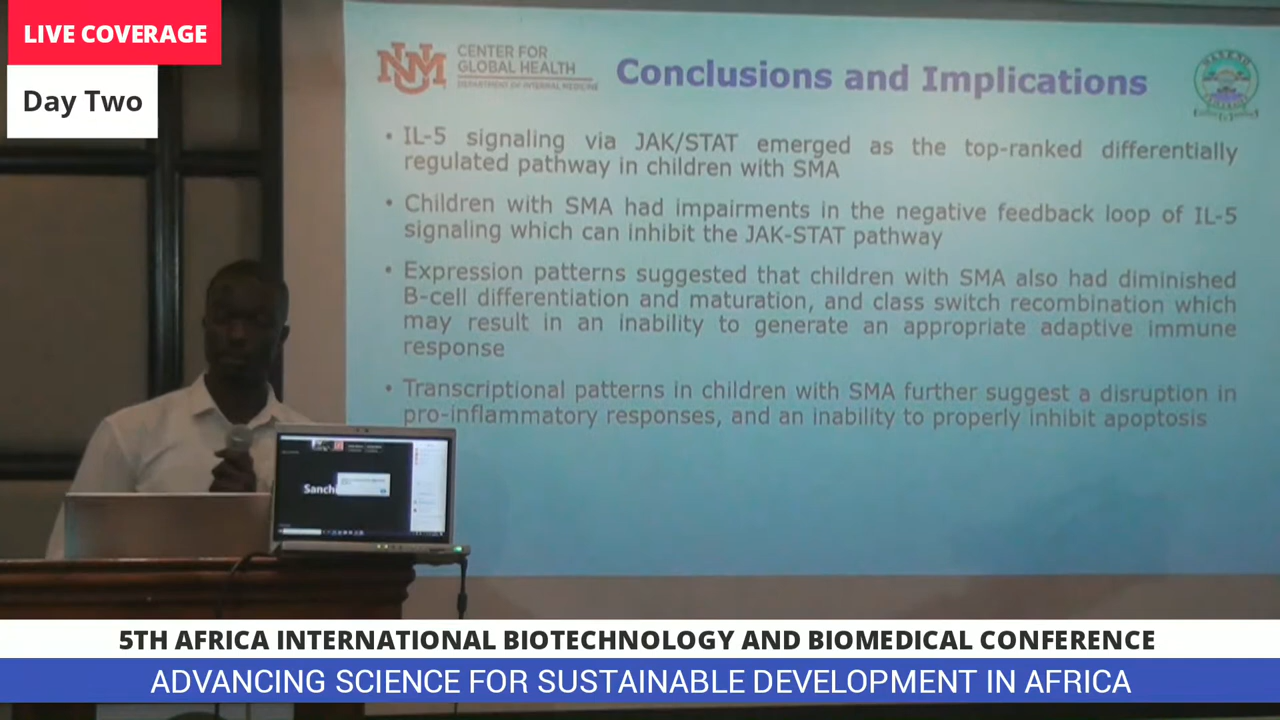 LIVE COVERAGE
Day Two
UNM
CENTER FOR
GLOBAL HEALTH
DEPARTMENT OF INTERNAL MEDICINE
Conclusions and Implications
• IL-5 signaling via JAK/STAT emerged as the top-ranked differentially
regulated pathway in children with SMA
• Children with SMA had impairments in the negative feedback loop of IL-5
signaling which can inhibit the JAK-STAT pathway
• Expression patterns suggested that children with SMA also had diminished
B-cell differentiation and maturation, and class switch recombination which
may result in an inability to generate an appropriate adaptive immune
response
• Transcriptional patterns in children with SMA further suggest a disruption in
pro-inflammatory responses, and an inability to properly inhibit apoptosis
5TH AFRICA INTERNATIONAL BIOTECHNOLOGY AND BIOMEDICAL CONFERENCE
ADVANCING SCIENCE FOR SUSTAINABLE DEVELOPMENT IN AFRICA